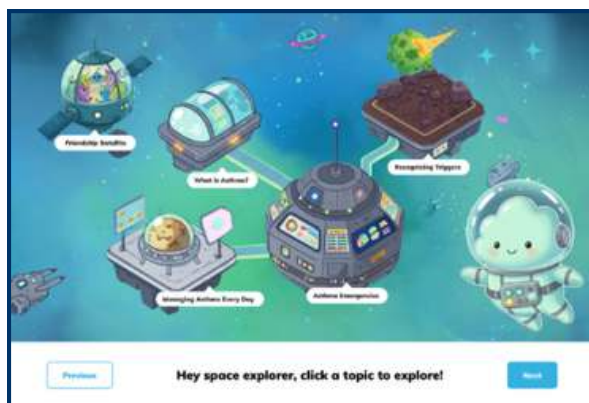 Friendship Satellite
What is Asthma?
Recognizing Triggers
Managing Asthma Every Day
Asthma Emergencies
Previous
Hey space explorer, click a topic to explore!
Next